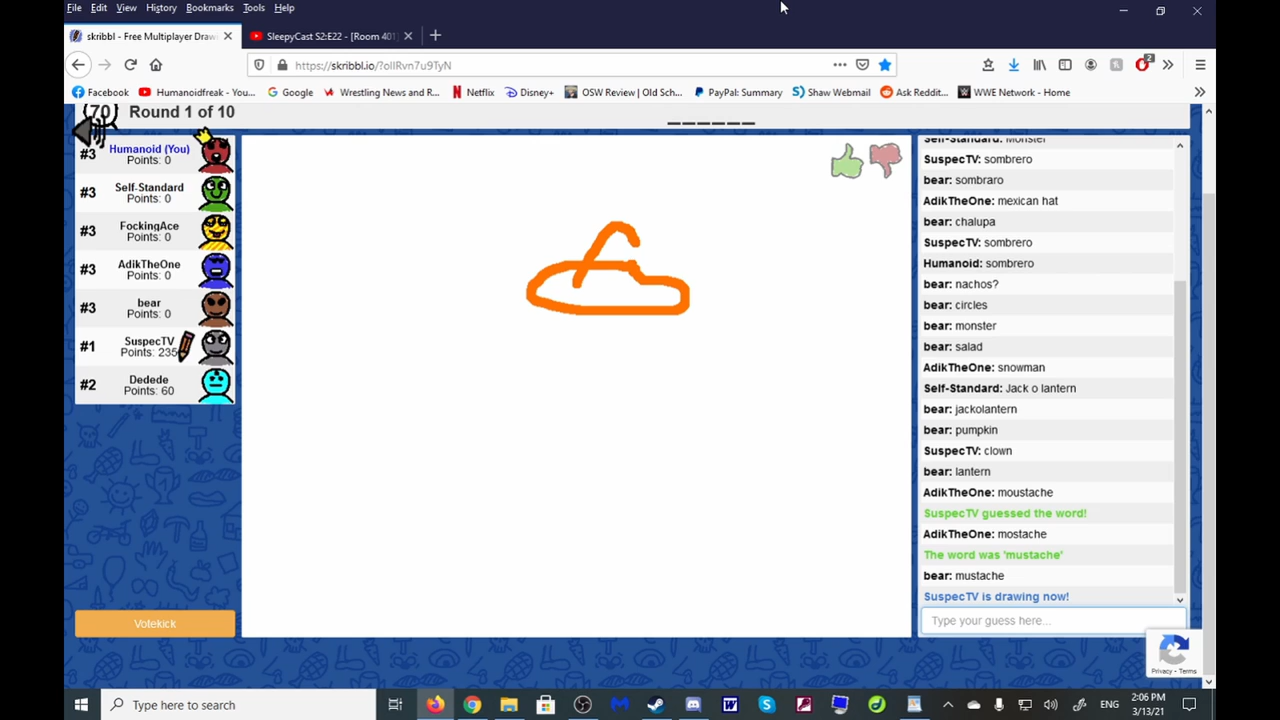 File Edit View History Bookmarks Tools Help
skribbl - Free Multiplayer Draw
SleepyCast S2:E22 - [Room 401]
https://skribbl.io/?olIRvn7u9TyN
Facebook Humanoidfreak - You... Google Wrestling News and R... Netflix Disney+ OSW Review | Old Sch... PayPal: Summary Shaw Webmail Ask Reddit... WWE Network - Home
70 Round 1 of 10
#3 Humanoid (You)
Points: 0
#3 Self-Standard
Points: 0
#3 FockingAce
Points: 0
#3 AdikTheOne
Points: 0
#3 bear
Points: 0
#1 SuspecTV
Points: 235
#2 Dedede
Points: 60
Votekick
Self-Standard: Monster
SuspecTV: sombrero
bear: sombraro
AdikTheOne: mexican hat
bear: chalupa
SuspecTV: sombrero
Humanoid: sombrero
bear: nachos?
bear: circles
bear: monster
bear: salad
AdikTheOne: snowman
Self-Standard: Jack o lantern
bear: jackolantern
bear: pumpkin
SuspecTV: clown
bear: lantern
AdikTheOne: moustache
SuspecTV guessed the word!
AdikTheOne: mostache
The word was 'mustache'
bear: mustache
SuspecTV is drawing now!
Type your guess here...
Privacy - Terms
Type here to search
ENG
2:06 PM
3/13/21